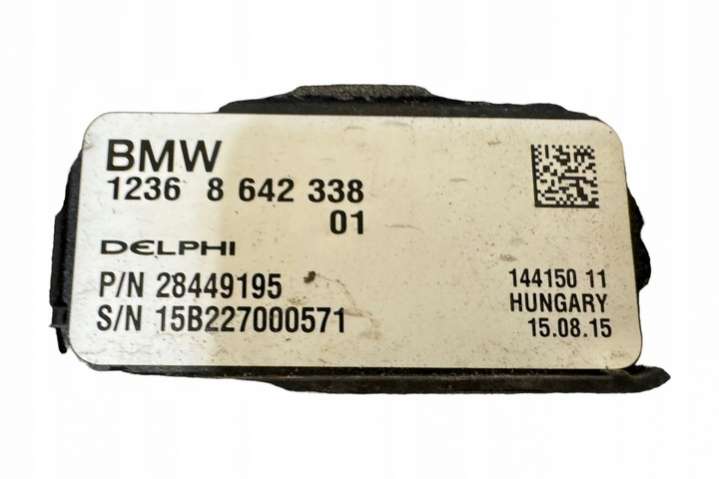 BMW
1236 8 642 338
01
DELPHI
P/N 28449195
S/N 15B227000571
144150 11
HUNGARY
15.08.15